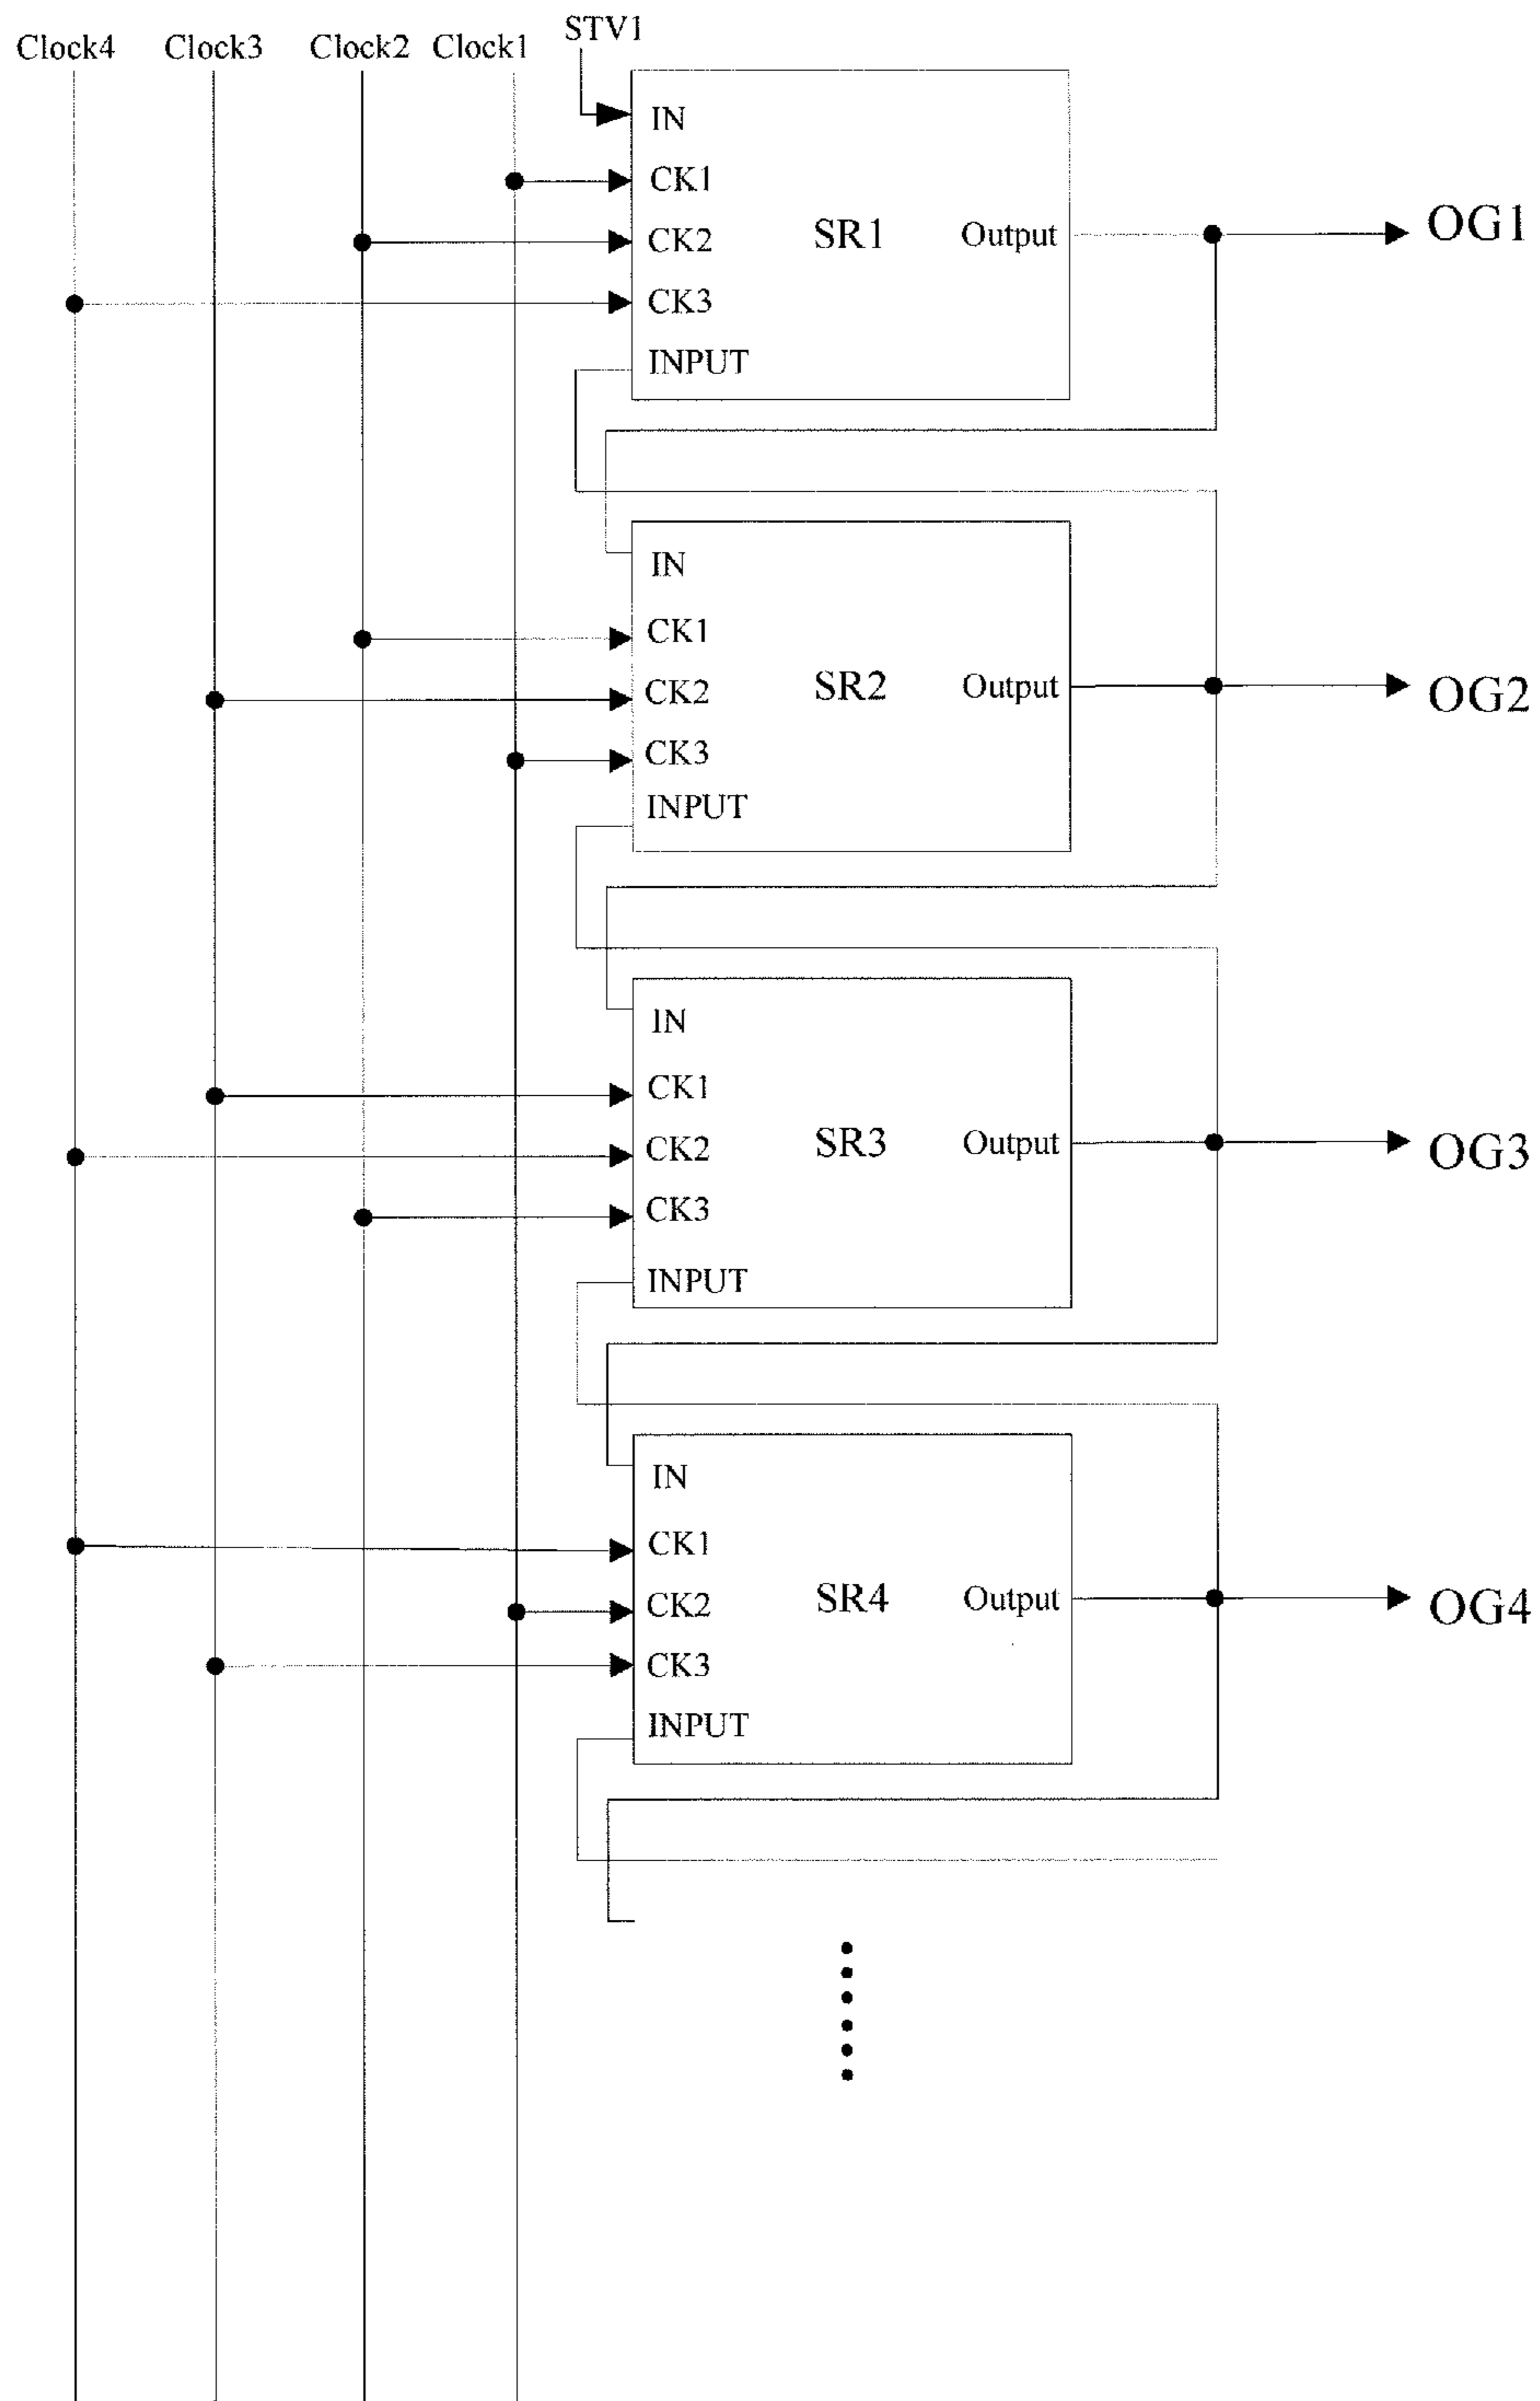 Clock4 Clock3 Clock2 Clock1 STV1
IN
CK1
CK2 SR1 Output OG1
CK3
INPUT
IN
CK1
CK2 SR2 Output OG2
CK3
INPUT
IN
CK1
CK2 SR3 Output OG3
CK3
INPUT
IN
CK1
CK2 SR4 Output OG4
CK3
INPUT